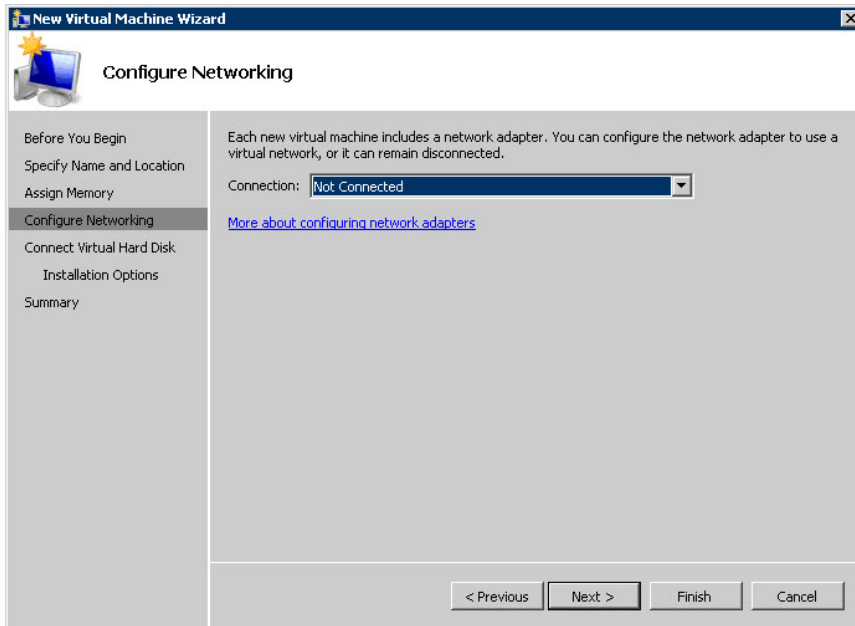 New Virtual Machine Wizard
Configure Networking
Before You Begin
Specify Name and Location
Assign Memory
Configure Networking
Connect Virtual Hard Disk
Installation Options
Summary
Each new virtual machine includes a network adapter. You can configure the network adapter to use a
virtual network, or it can remain disconnected.
Connection: Not Connected
More about configuring network adapters
< Previous Next > Finish Cancel